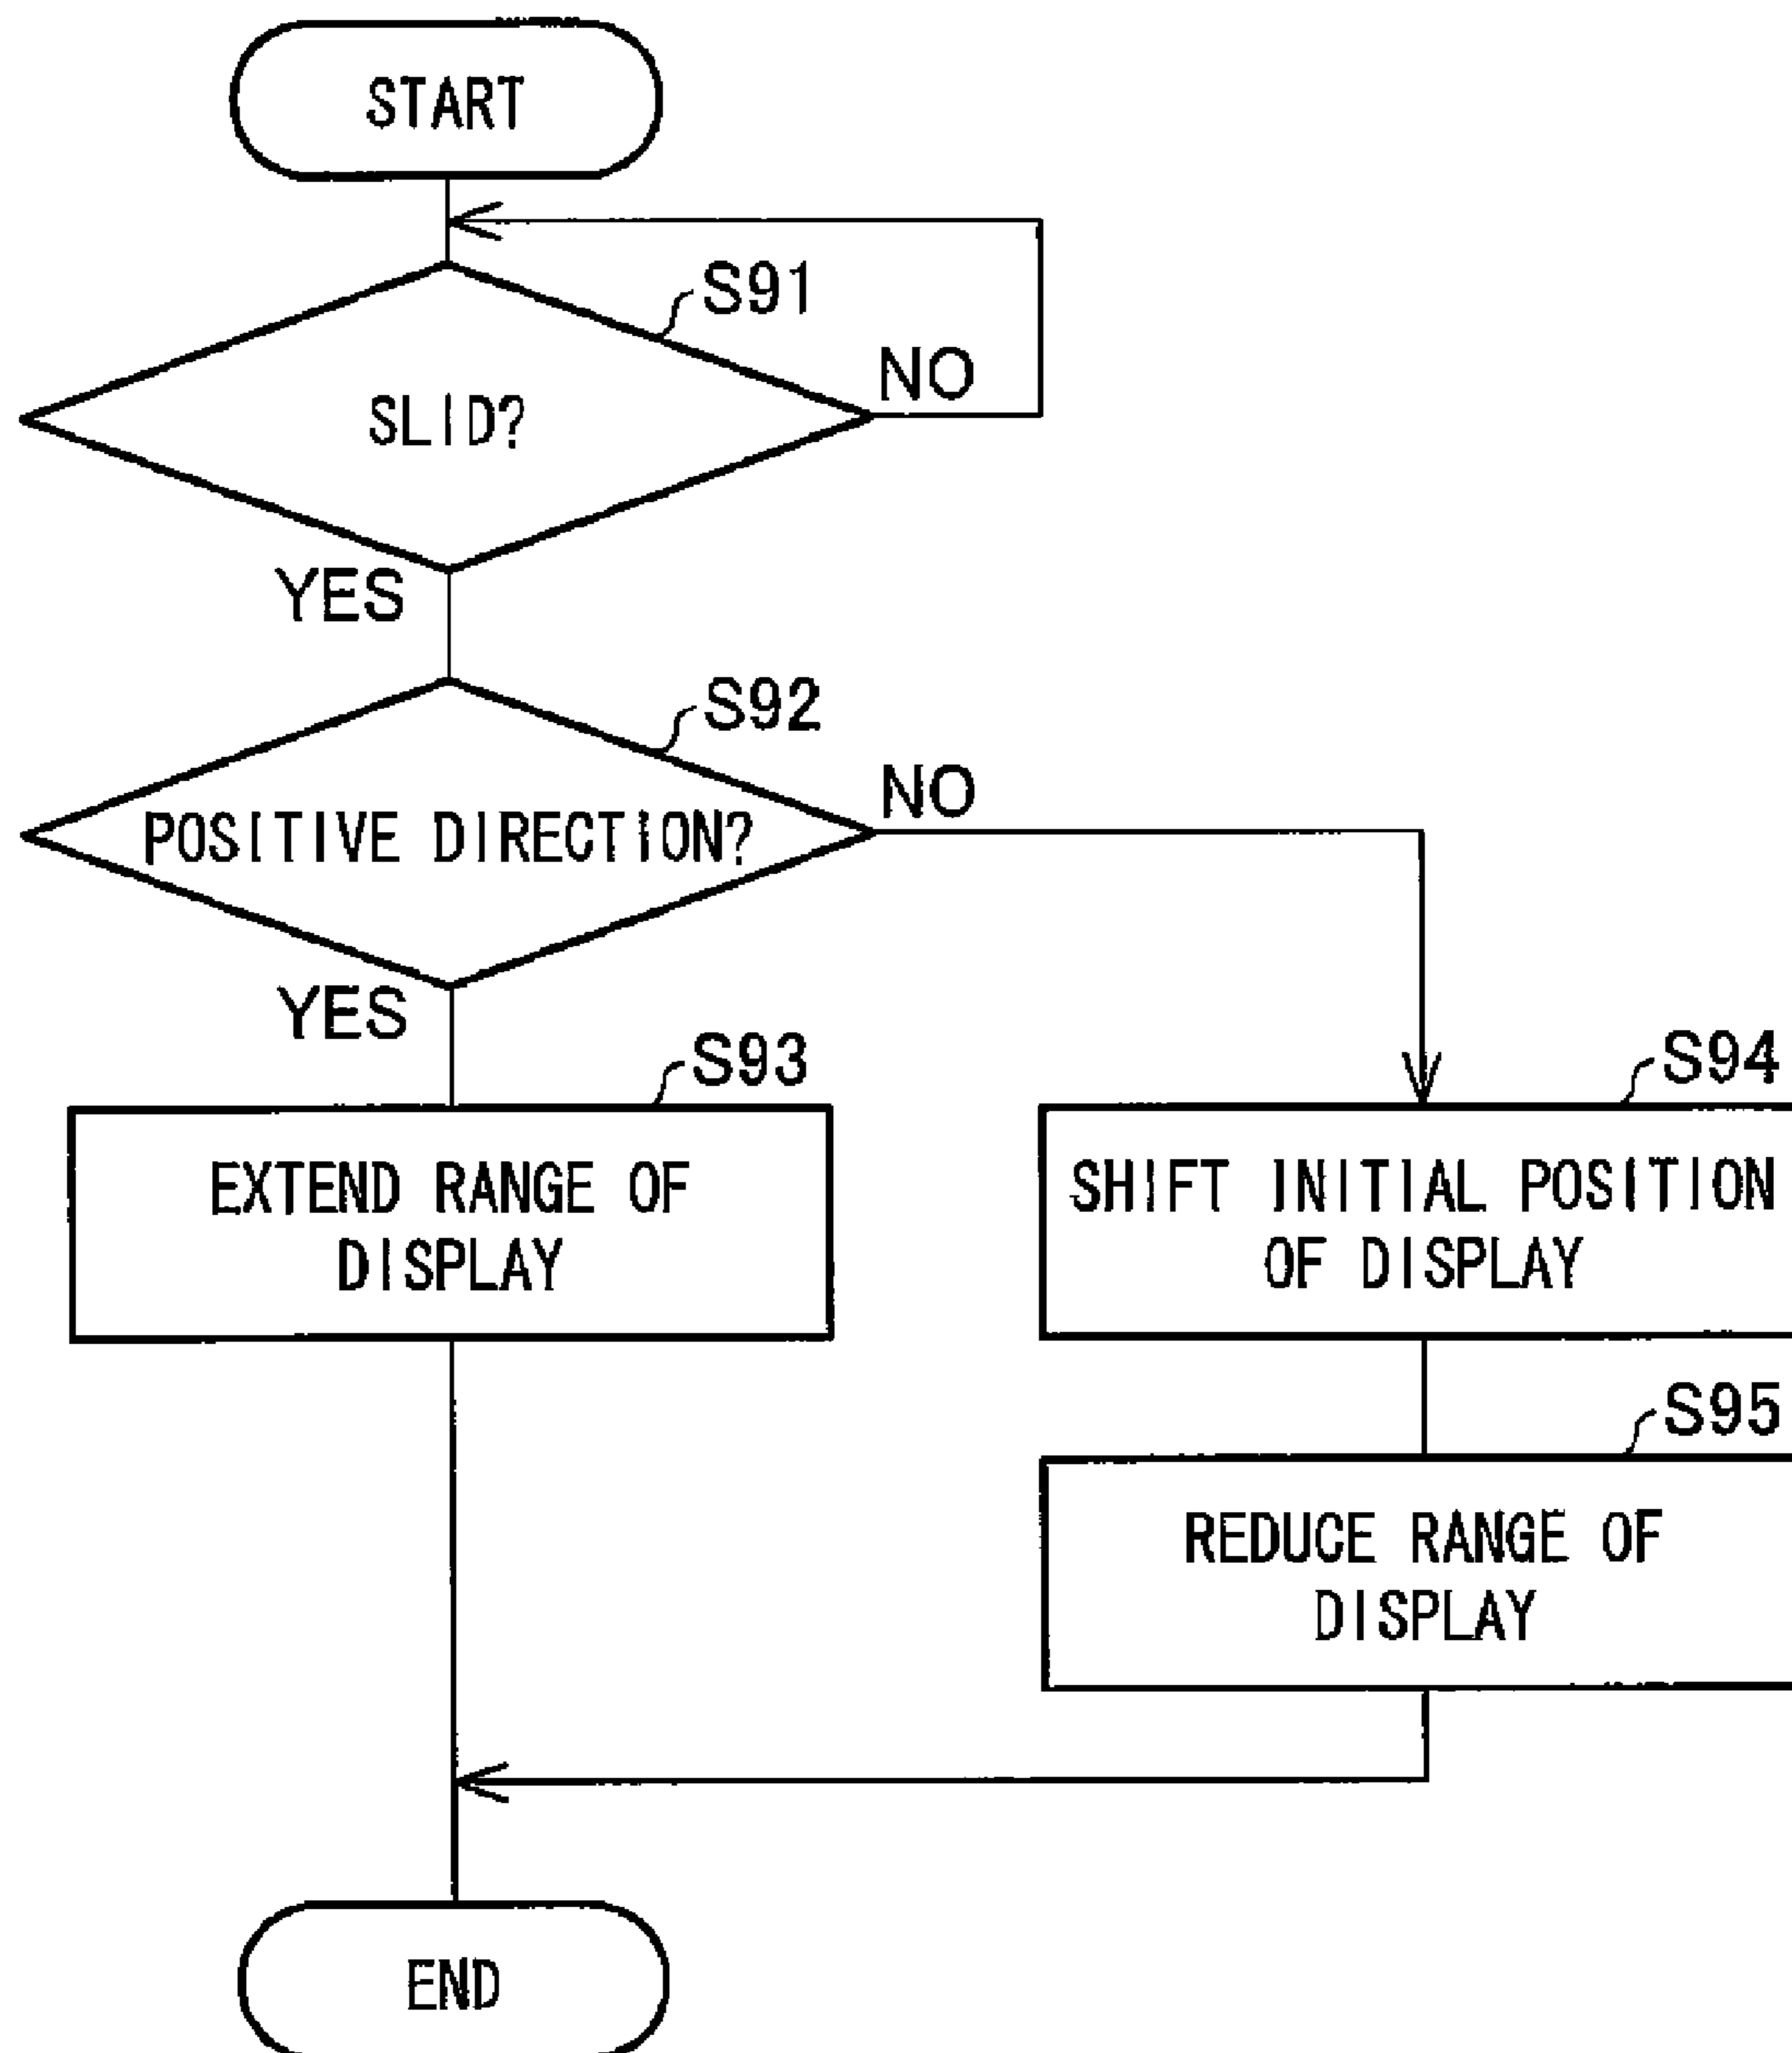 START
S91
SLID?
NO
YES
S92
POSITIVE DIRECTION?
NO
YES
S93
EXTEND RANGE OF
DISPLAY
S94
SHIFT INITIAL POSITION
OF DISPLAY
S95
REDUCE RANGE OF
DISPLAY
END